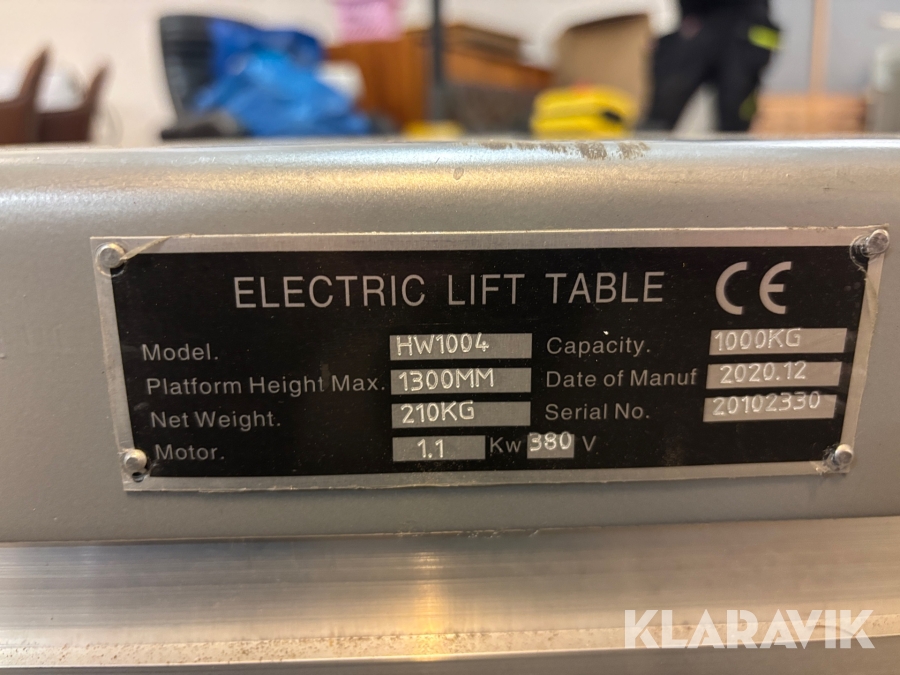 ELECTRIC LIFT TABLE CE
Model. HW1004 Capacity. 1000KG
Platform Height Max. 1300MM Date of Manuf 2020.12
Net Weight. 210KG Serial No. 20102330
Motor. 1.1 Kw 380 V
KLARAVIK